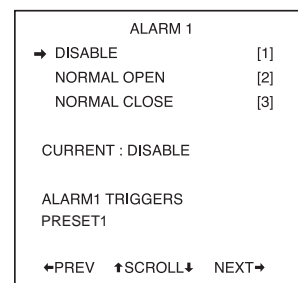 ALARM 1
➔ DISABLE [1]
NORMAL OPEN [2]
NORMAL CLOSE [3]
CURRENT : DISABLE
ALARM1 TRIGGERS
PRESET1
←PREV ↑SCROLL↓ NEXT→